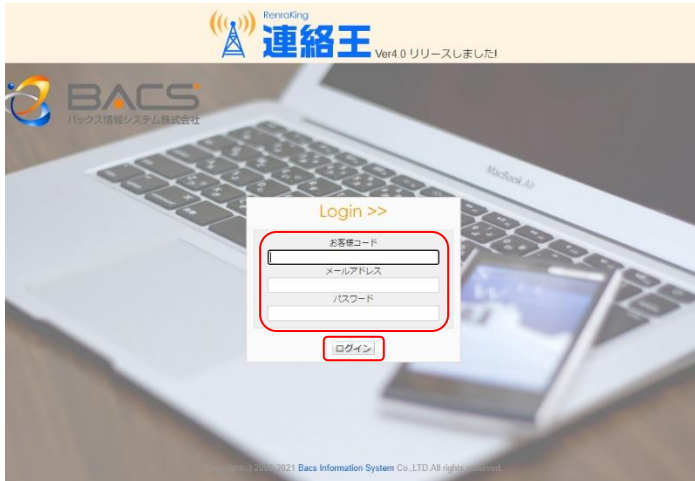 RenraKing
連絡王 Ver4.0 リリースしました!
BACS
バックス情報システム株式会社
MacBook Air
Login >>
お客様コード
メールアドレス
パスワード
ログイン
2021 Bacs Information System Co.,LTD.All rights